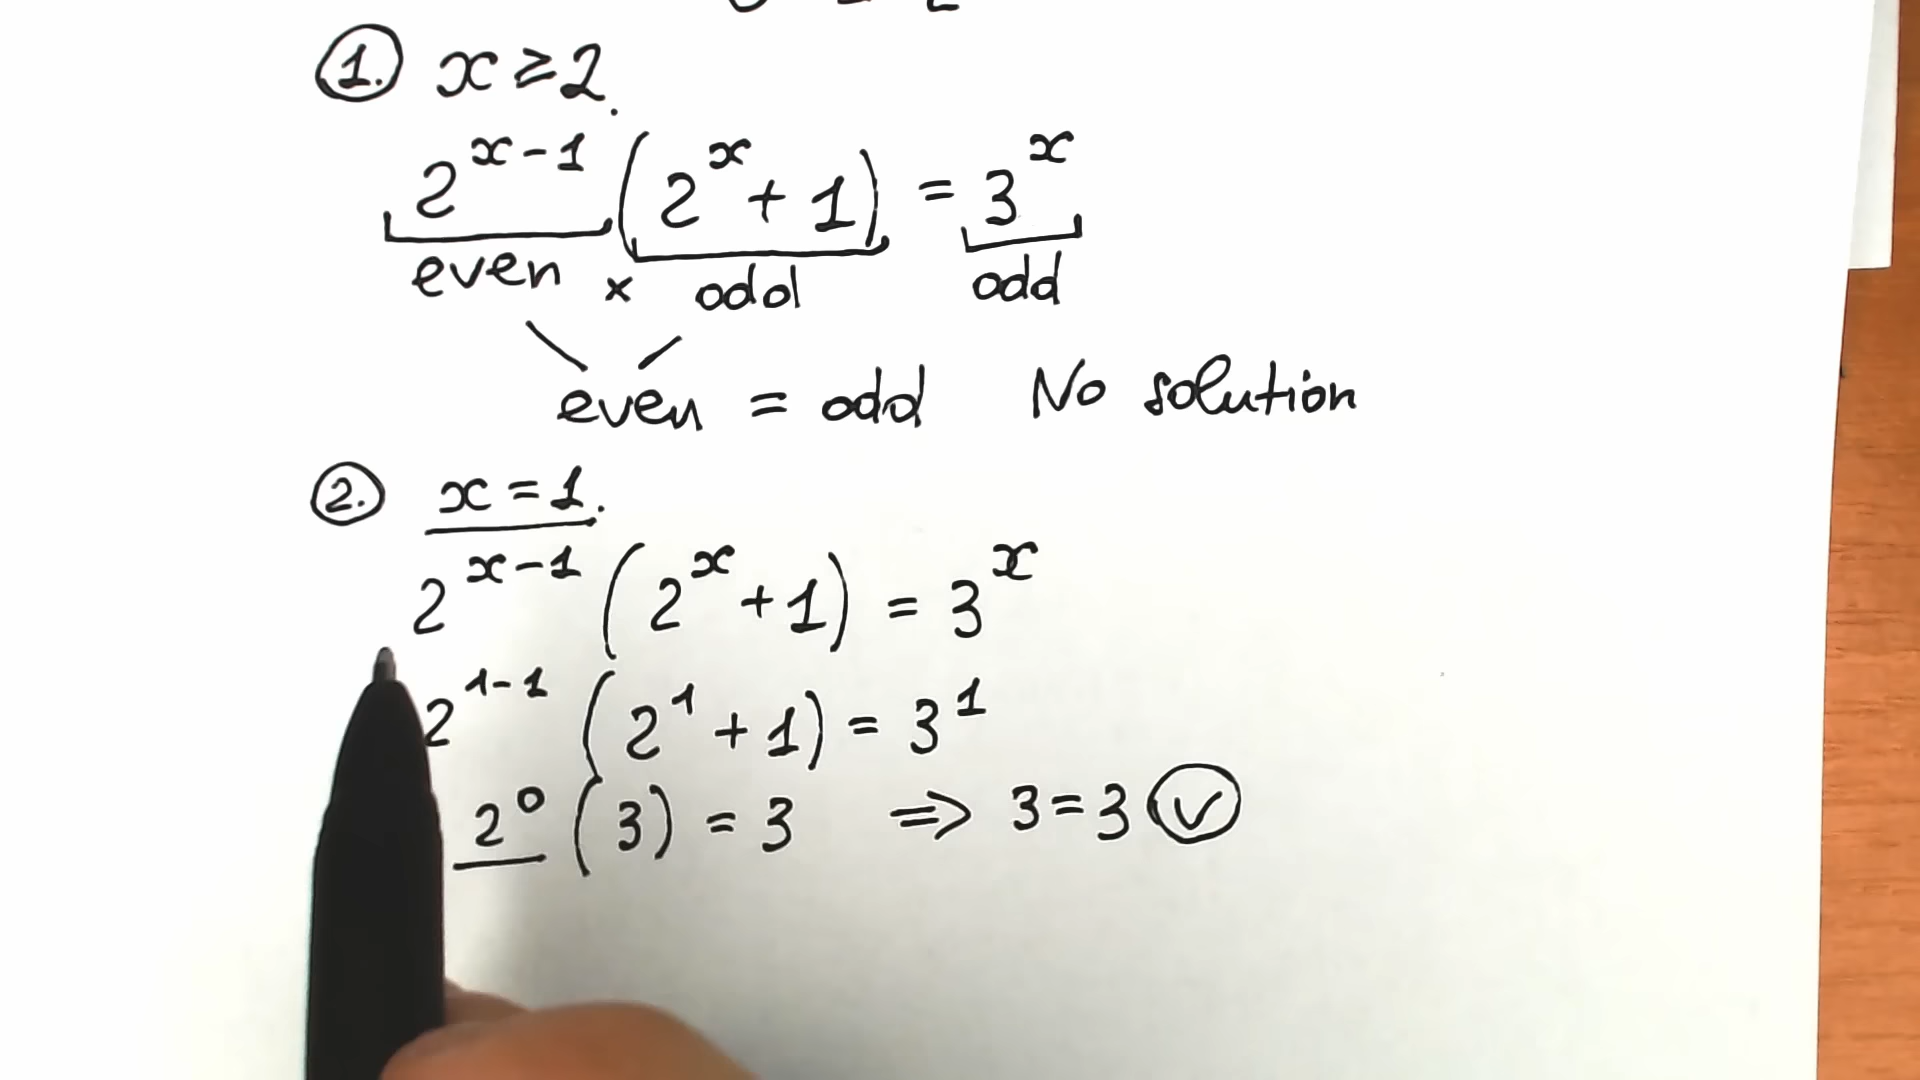 1. x ≥ 2.
2^(x-1) (2^x + 1) = 3^x
even × odd odd
even = odd No solution
2. x = 1.
2^(x-1) (2^x + 1) = 3^x
2^(1-1) (2^1 + 1) = 3^1
2^0 (3) = 3 ⇒ 3 = 3 v